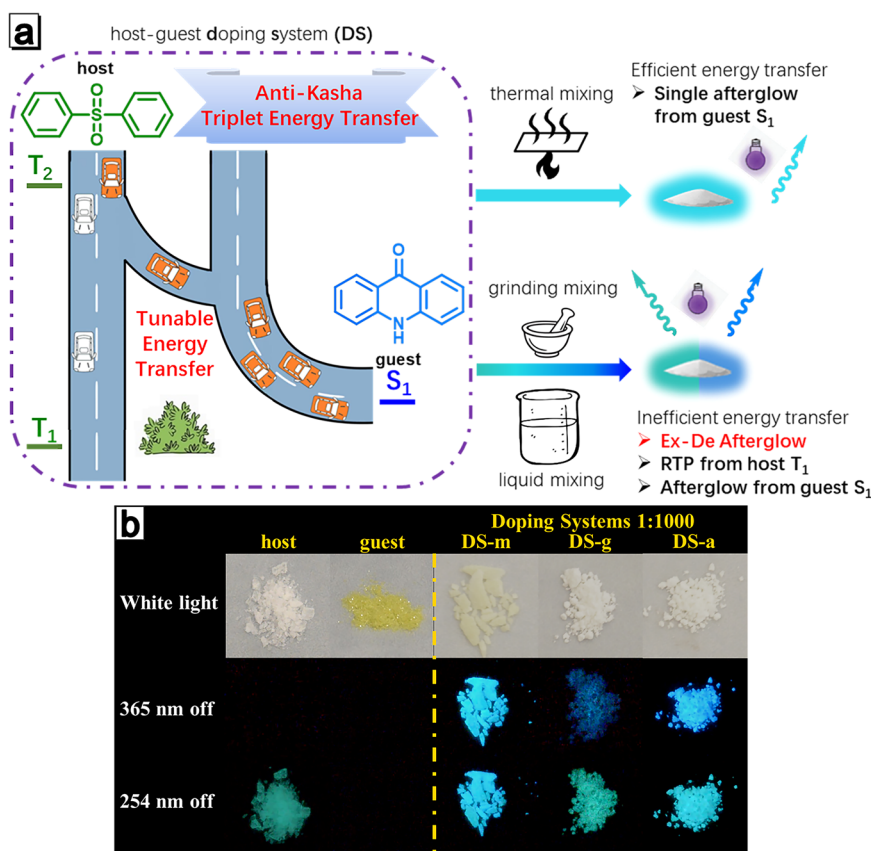 a
host-guest doping system (DS)
host
Anti-Kasha
Triplet Energy Transfer
O O
S
T₂
Tunable
Energy
Transfer
T₁
O
N
H
guest
S₁
thermal mixing
grinding mixing
liquid mixing
Efficient energy transfer
➢ Single afterglow
from guest S₁
Inefficient energy transfer
➢ Ex-De Afterglow
➢ RTP from host T₁
➢ Afterglow from guest S₁
b
Doping Systems 1:1000
host guest DS-m DS-g DS-a
White light
365 nm off
254 nm off